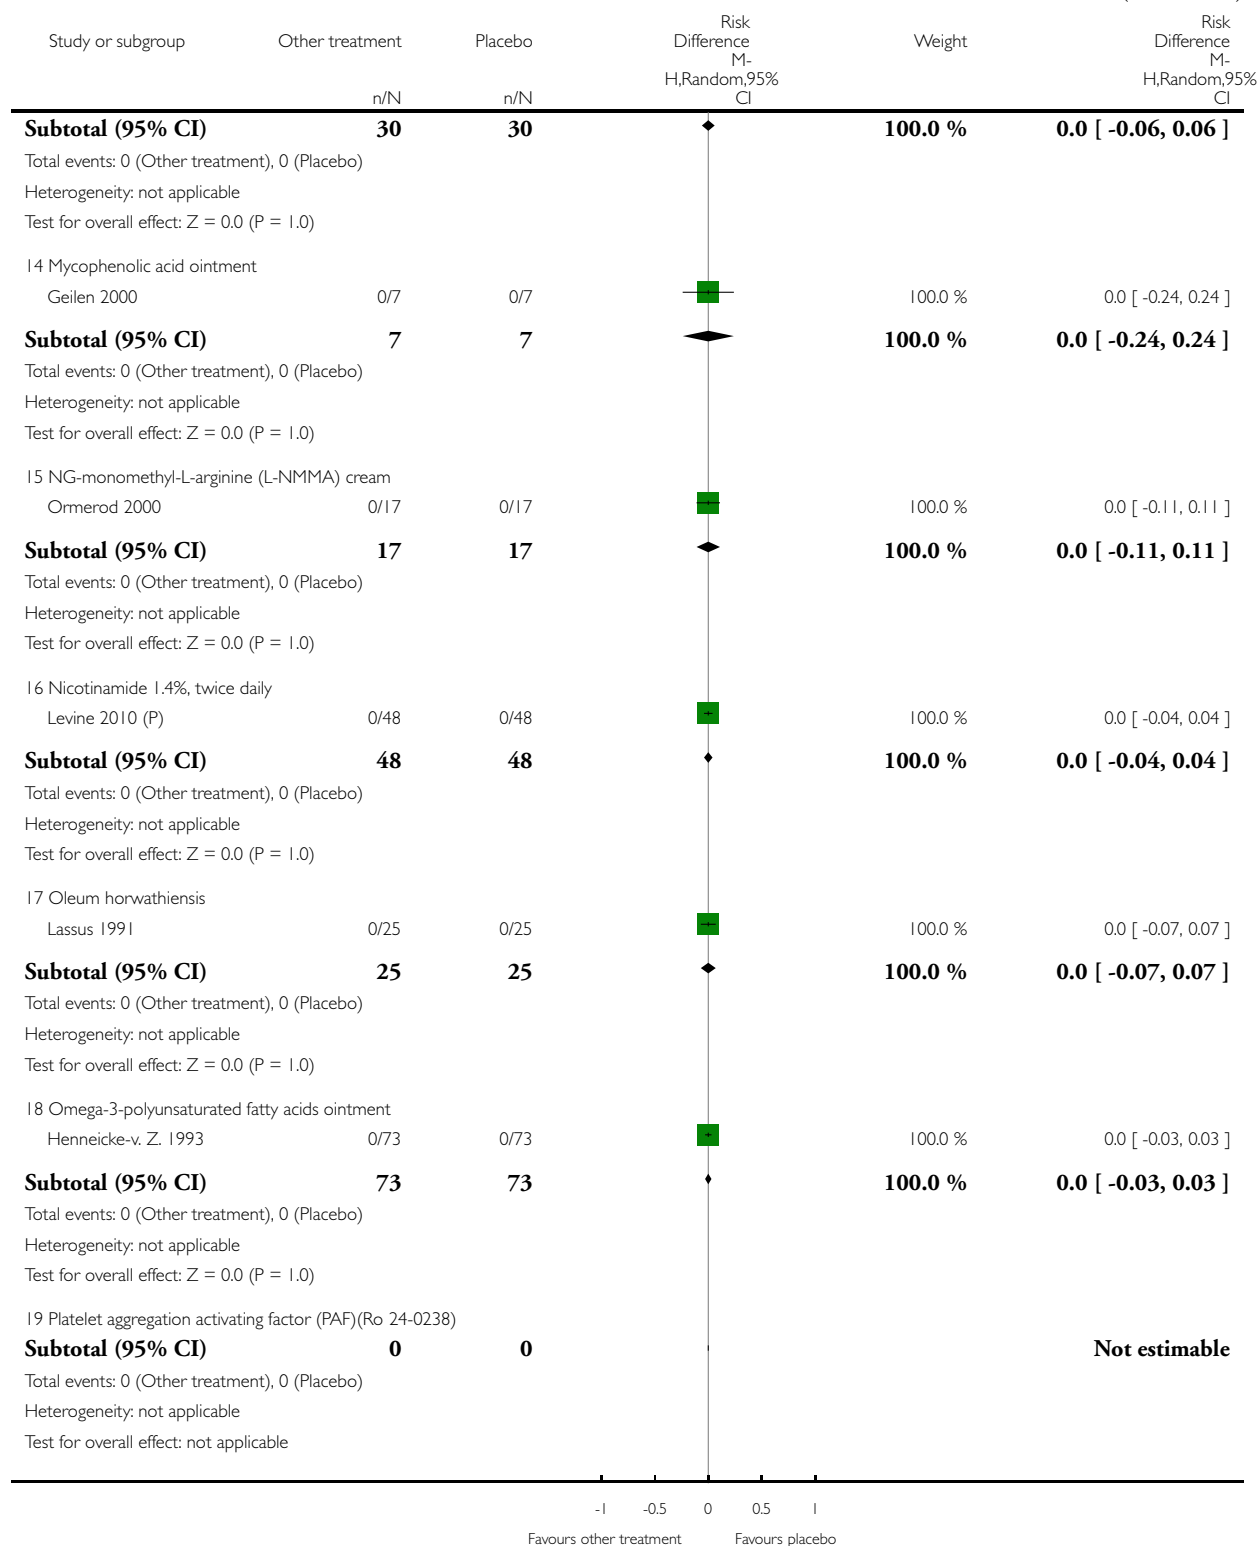 Study or subgroup Other treatment Placebo Risk Difference M-H,Random,95% CI Weight Risk Difference M-H,Random,95% CI
n/N n/N
Subtotal (95% CI) 30 30 100.0 % 0.0 [ -0.06, 0.06 ]
Total events: 0 (Other treatment), 0 (Placebo)
Heterogeneity: not applicable
Test for overall effect: Z = 0.0 (P = 1.0)
14 Mycophenolic acid ointment
Geilen 2000 0/7 0/7 100.0 % 0.0 [ -0.24, 0.24 ]
Subtotal (95% CI) 7 7 100.0 % 0.0 [ -0.24, 0.24 ]
Total events: 0 (Other treatment), 0 (Placebo)
Heterogeneity: not applicable
Test for overall effect: Z = 0.0 (P = 1.0)
15 NG-monomethyl-L-arginine (L-NMMA) cream
Ormerod 2000 0/17 0/17 100.0 % 0.0 [ -0.11, 0.11 ]
Subtotal (95% CI) 17 17 100.0 % 0.0 [ -0.11, 0.11 ]
Total events: 0 (Other treatment), 0 (Placebo)
Heterogeneity: not applicable
Test for overall effect: Z = 0.0 (P = 1.0)
16 Nicotinamide 1.4%, twice daily
Levine 2010 (P) 0/48 0/48 100.0 % 0.0 [ -0.04, 0.04 ]
Subtotal (95% CI) 48 48 100.0 % 0.0 [ -0.04, 0.04 ]
Total events: 0 (Other treatment), 0 (Placebo)
Heterogeneity: not applicable
Test for overall effect: Z = 0.0 (P = 1.0)
17 Oleum horwathiensis
Lassus 1991 0/25 0/25 100.0 % 0.0 [ -0.07, 0.07 ]
Subtotal (95% CI) 25 25 100.0 % 0.0 [ -0.07, 0.07 ]
Total events: 0 (Other treatment), 0 (Placebo)
Heterogeneity: not applicable
Test for overall effect: Z = 0.0 (P = 1.0)
18 Omega-3-polyunsaturated fatty acids ointment
Henneicke-v. Z. 1993 0/73 0/73 100.0 % 0.0 [ -0.03, 0.03 ]
Subtotal (95% CI) 73 73 100.0 % 0.0 [ -0.03, 0.03 ]
Total events: 0 (Other treatment), 0 (Placebo)
Heterogeneity: not applicable
Test for overall effect: Z = 0.0 (P = 1.0)
19 Platelet aggregation activating factor (PAF)(Ro 24-0238)
Subtotal (95% CI) 0 0 Not estimable
Total events: 0 (Other treatment), 0 (Placebo)
Heterogeneity: not applicable
Test for overall effect: not applicable
-1 -0.5 0 0.5 1
Favours other treatment Favours placebo